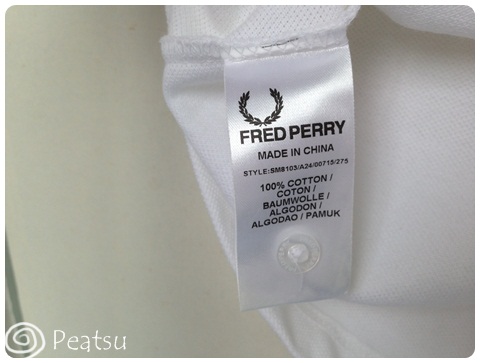 FRED PERRY
MADE IN CHINA
STYLE:SM8103/A24/00715/275
100% COTTON /
COTON /
BAUMWOLLE /
ALGODON /
ALGODAO / PAMUK
Peatsu